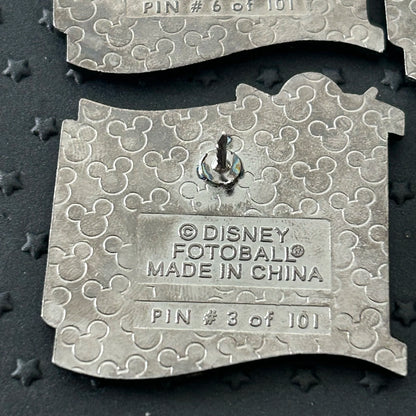 PIN # 6 of 101
© DISNEY
FOTOBALL®
MADE IN CHINA
PIN # 3 of 101